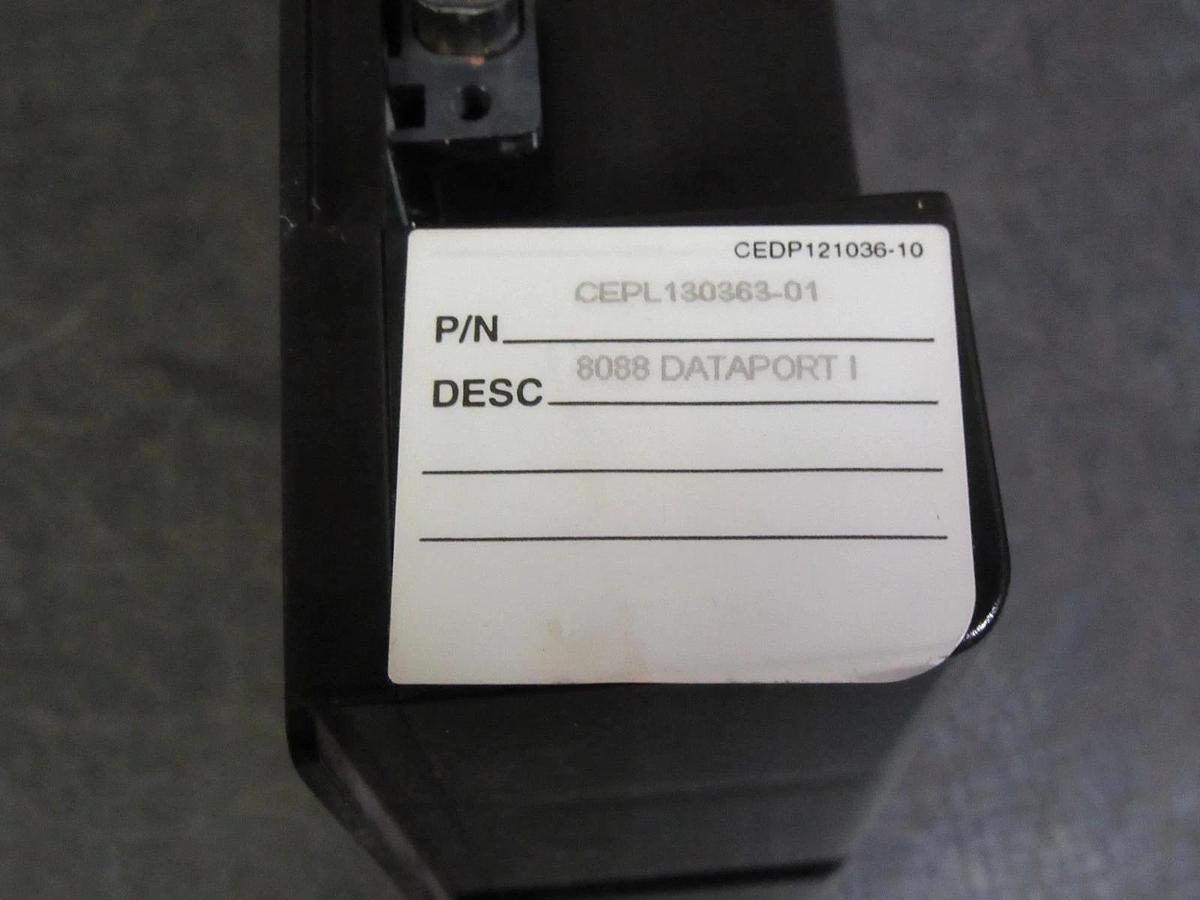 CEDP121036-10
CEPL130363-01
P/N
8088 DATAPORT I
DESC